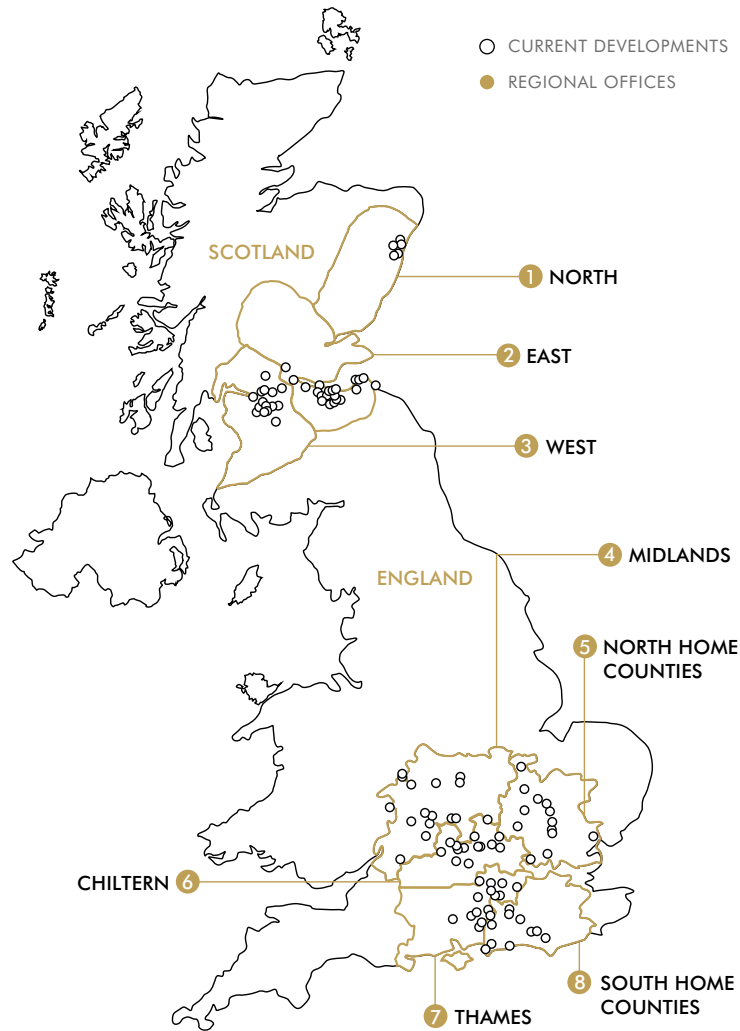 CURRENT DEVELOPMENTS
REGIONAL OFFICES
SCOTLAND
1 NORTH
2 EAST
3 WEST
4 MIDLANDS
ENGLAND
5 NORTH HOME
COUNTIES
CHILTERN 6
8 SOUTH HOME
COUNTIES
7 THAMES